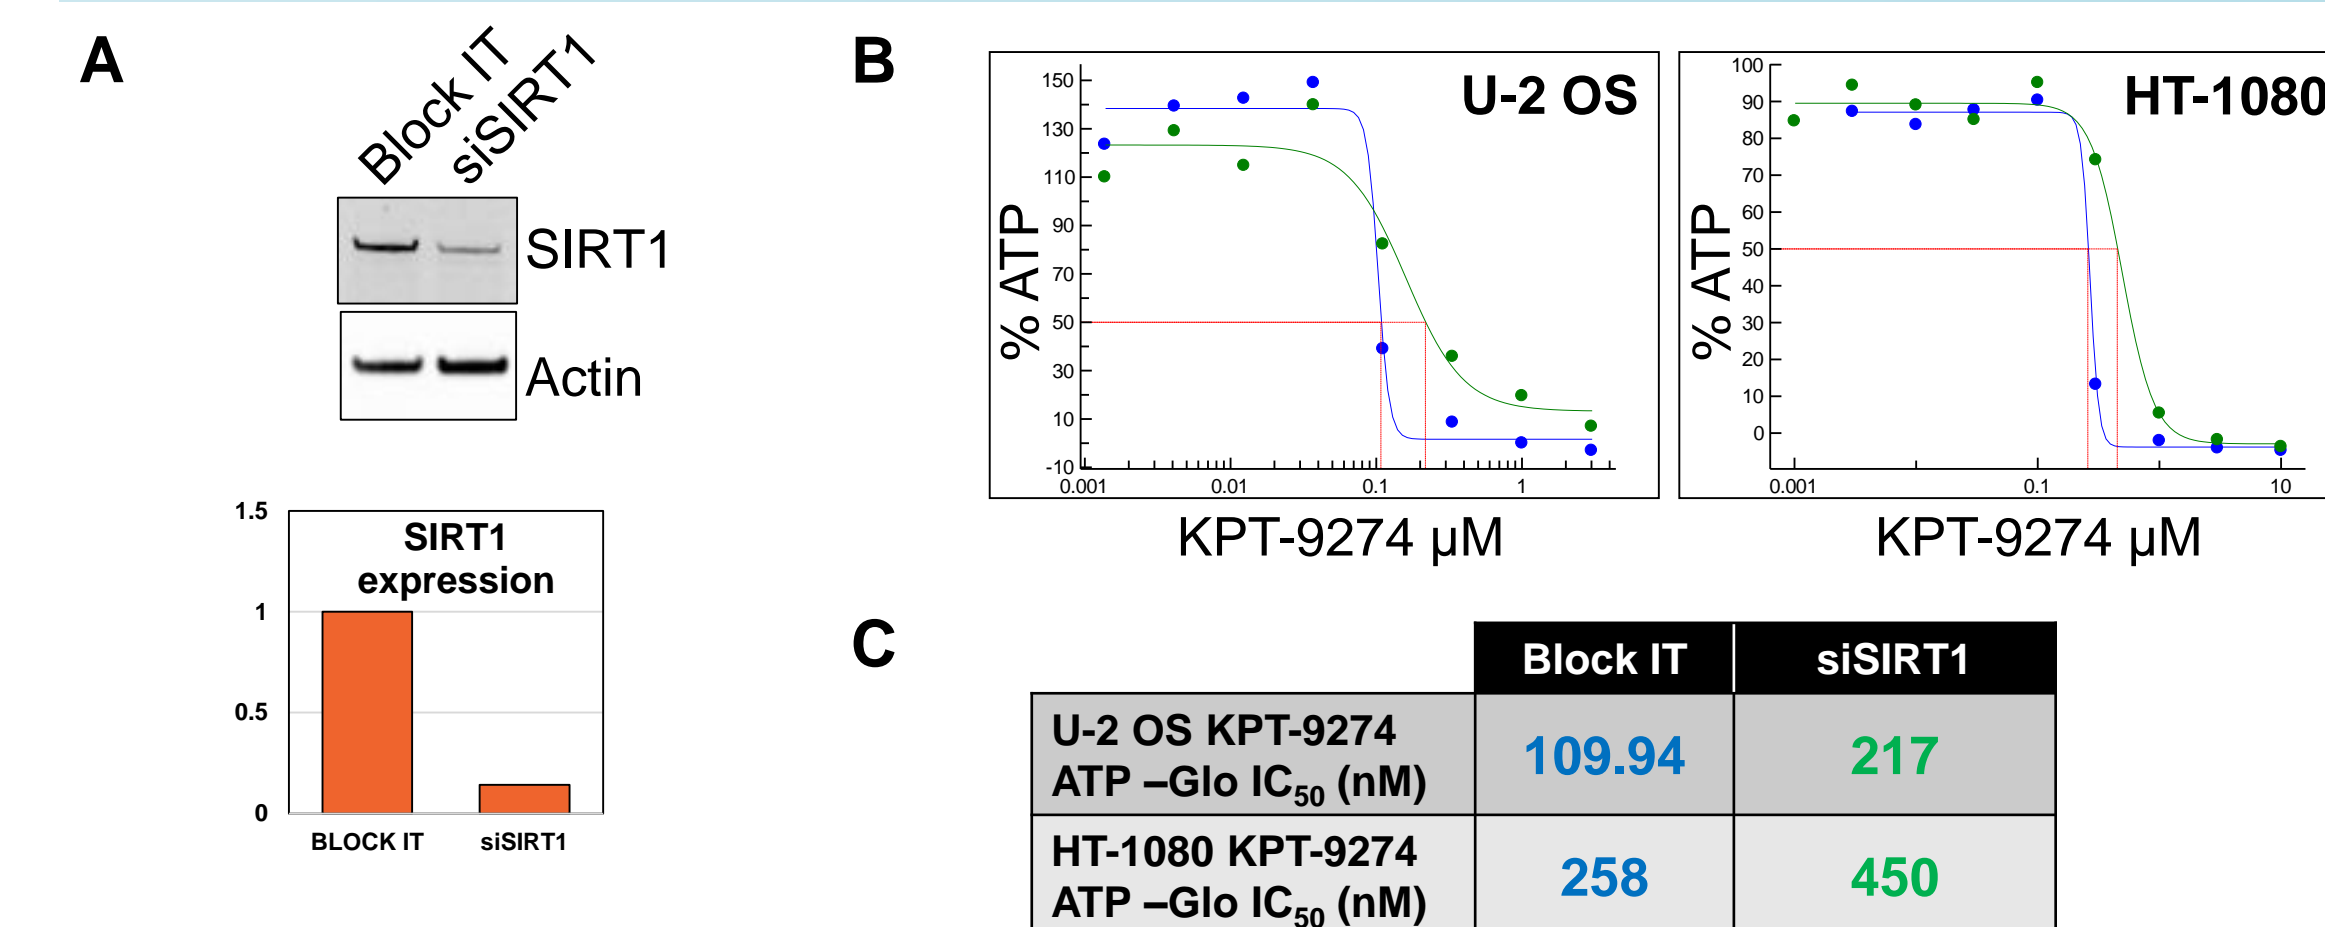 A
Block IT
siSIRT1
SIRT1
Actin
1.5
1
0.5
0
SIRT1
expression
BLOCK IT
siSIRT1
B
U-2 OS
% ATP
150
130
110
90
70
50
30
10
-10
0.001
0.01
0.1
1
KPT-9274 µM
HT-1080
% ATP
100
90
80
70
60
50
40
30
20
10
0
0.001
0.1
10
KPT-9274 µM
C
Block IT
siSIRT1
U-2 OS KPT-9274
ATP –Glo IC50 (nM)
109.94
217
HT-1080 KPT-9274
ATP –Glo IC50 (nM)
258
450